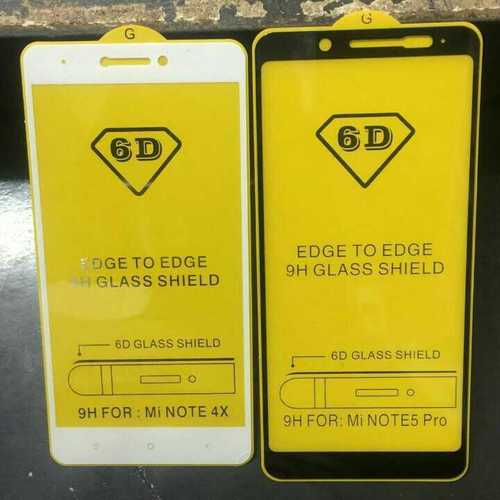 G
6D
EDGE TO EDGE
9H GLASS SHIELD
6D GLASS SHIELD
9H FOR : Mi NOTE 4X
G
6D
EDGE TO EDGE
9H GLASS SHIELD
6D GLASS SHIELD
9H FOR: Mi NOTE5 Pro